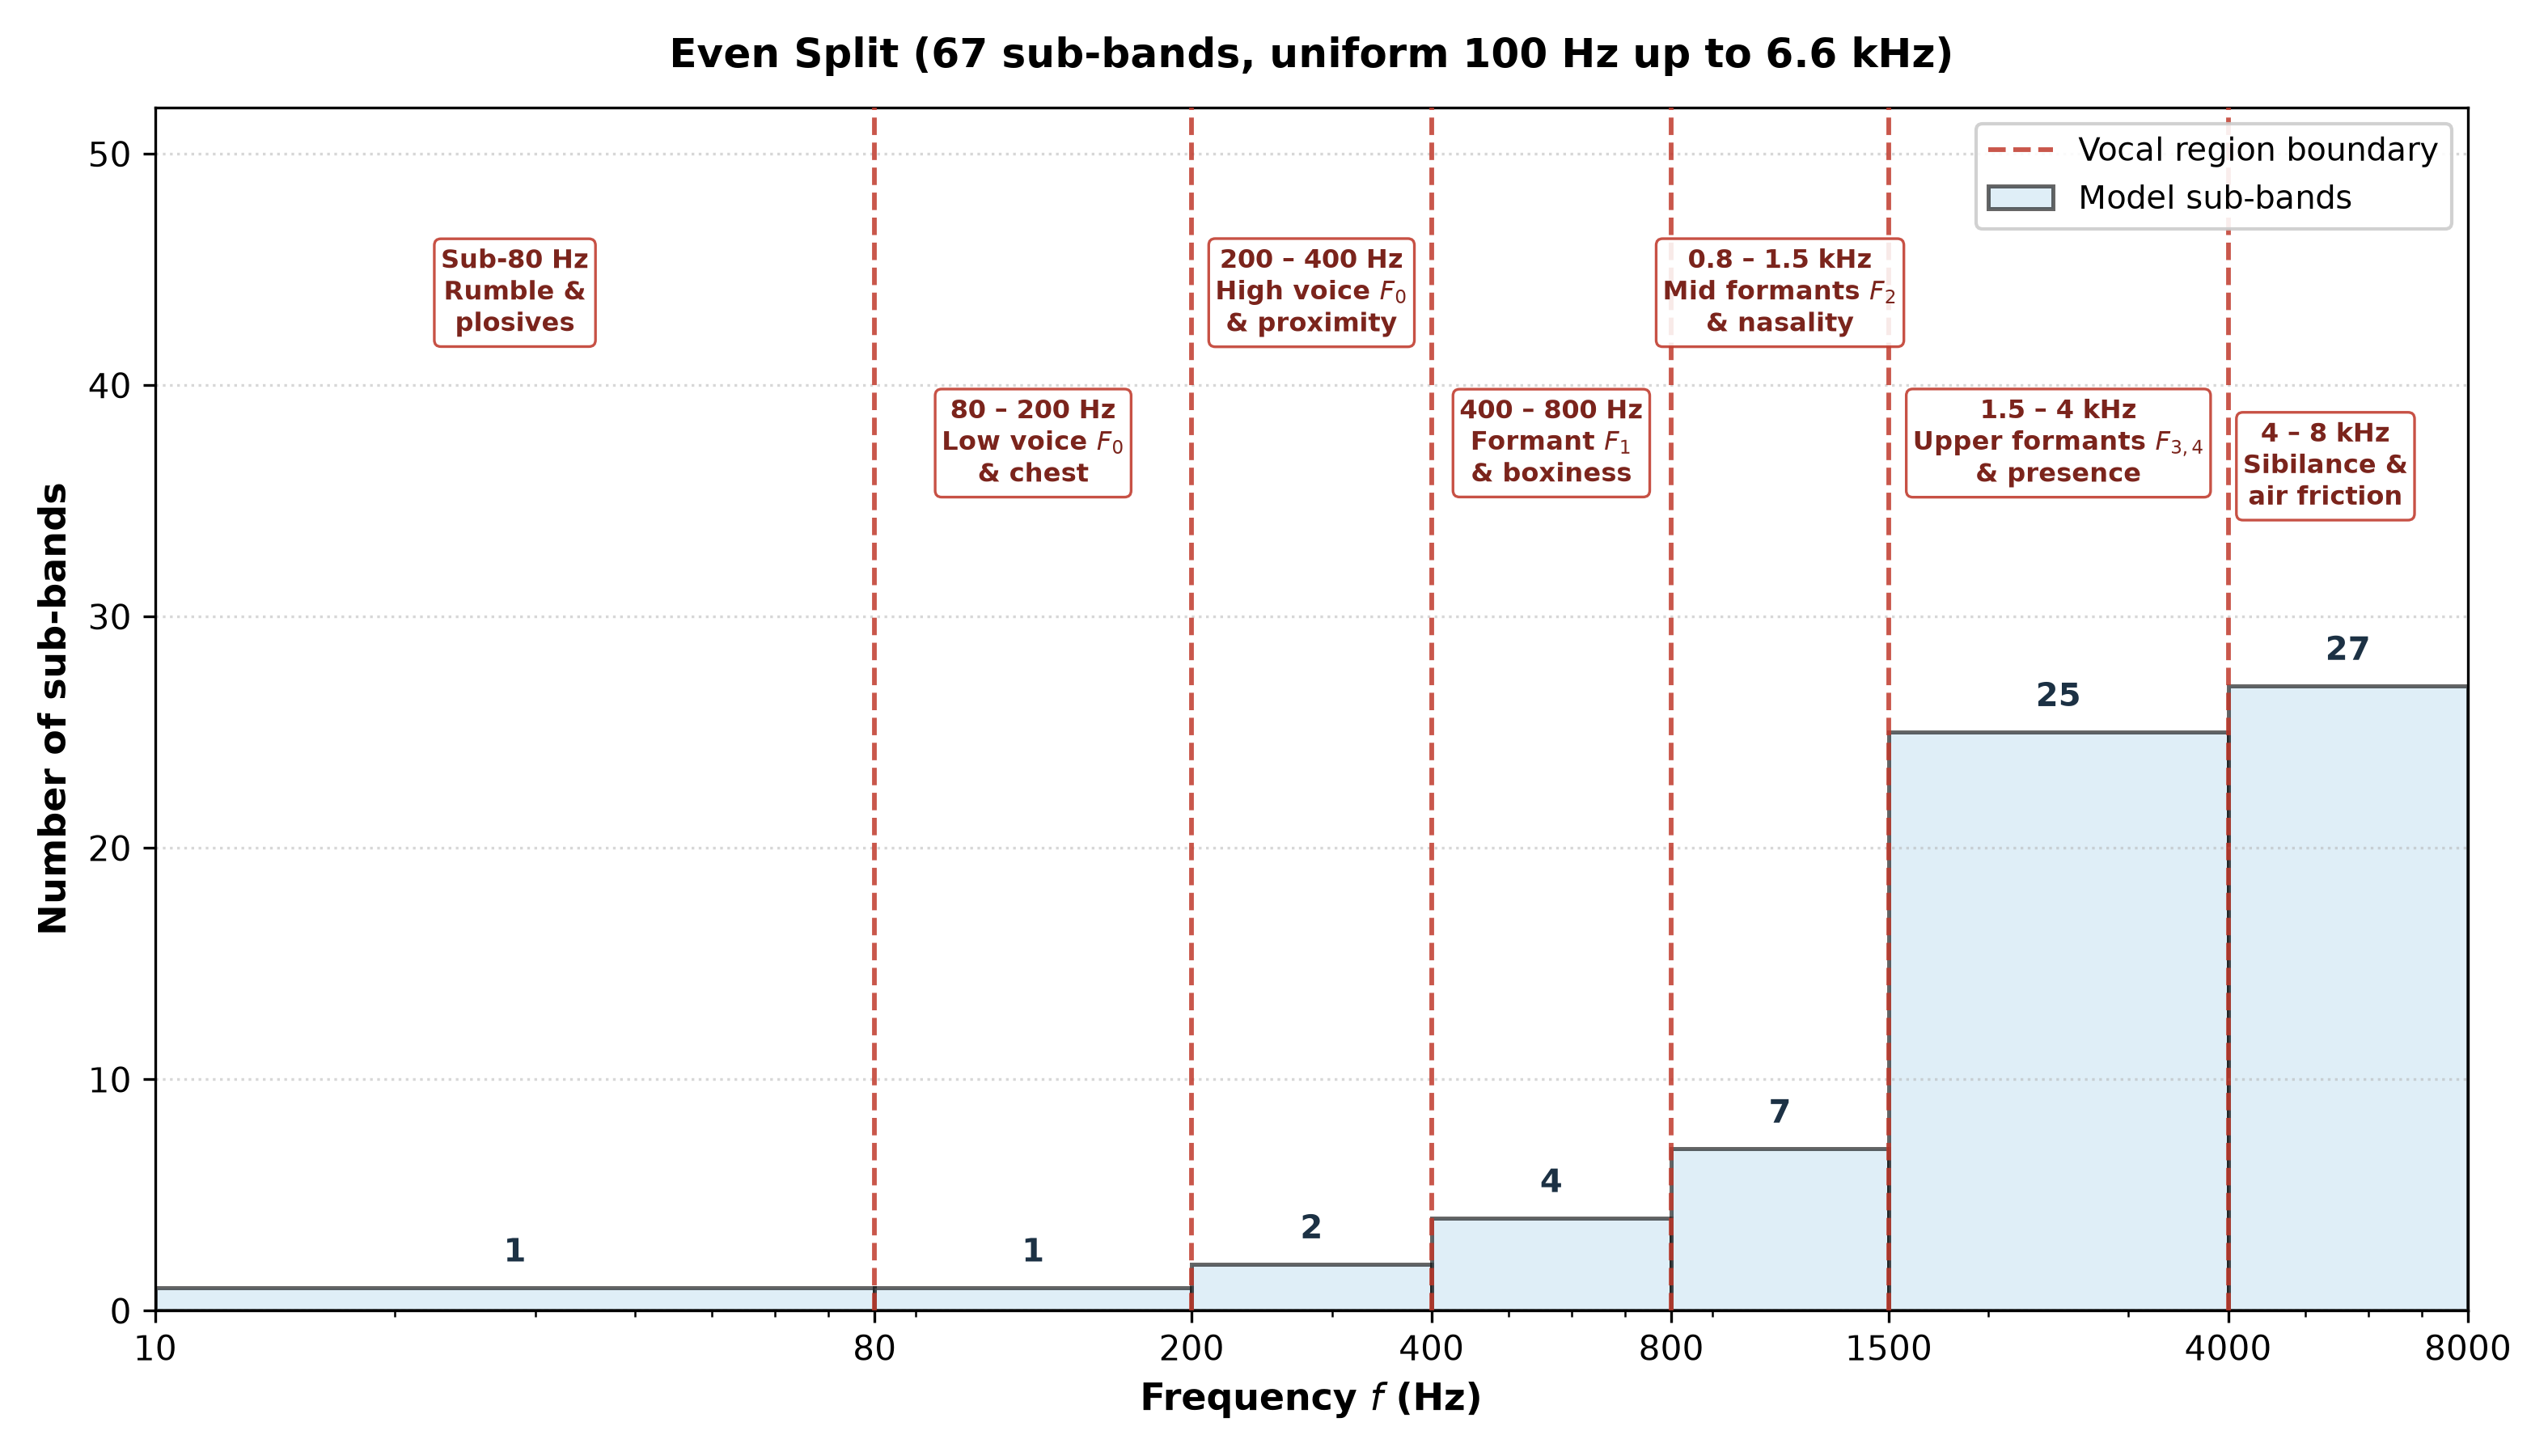 Even Split (67 sub-bands, uniform 100 Hz up to 6.6 kHz)
Number of sub-bands
50
40
30
20
10
0
Vocal region boundary
Model sub-bands
Sub-80 Hz
Rumble &
plosives
80 – 200 Hz
Low voice F0
& chest
200 – 400 Hz
High voice F0
& proximity
400 – 800 Hz
Formant F1
& boxiness
0.8 – 1.5 kHz
Mid formants F2
& nasality
1.5 – 4 kHz
Upper formants F3,4
& presence
4 – 8 kHz
Sibilance &
air friction
1
1
2
4
7
25
27
10
80
200
400
800
1500
4000
8000
Frequency f (Hz)